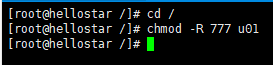 [root@hellostar /]# cd /
[root@hellostar /]# chmod -R 777 u01
[root@hellostar /]#